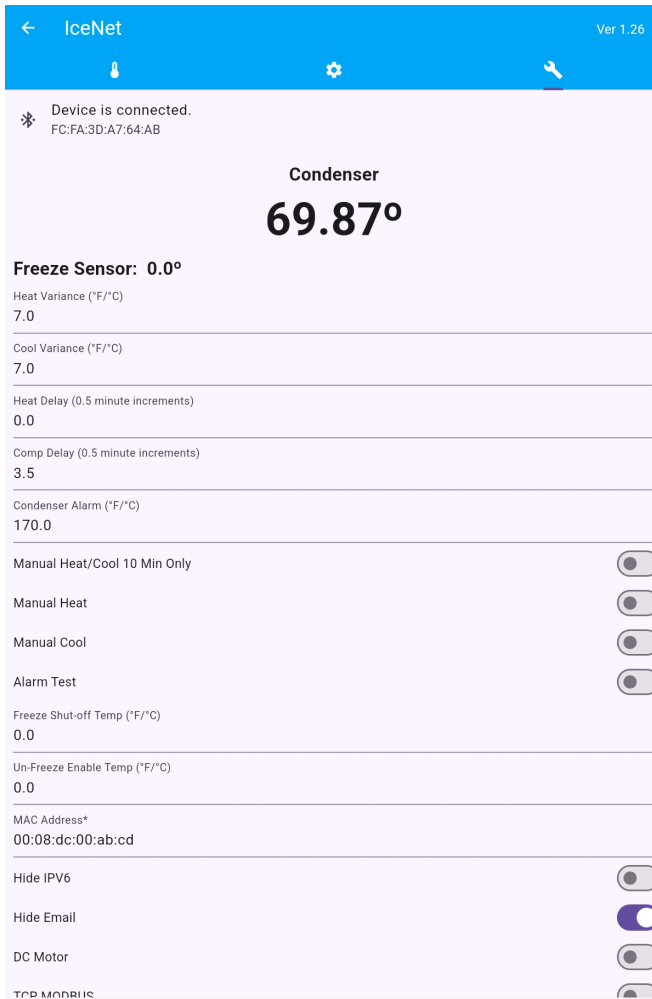 IceNet
Ver 1.26
Device is connected.
FC:FA:3D:A7:64:AB
Condenser
69.87º
Freeze Sensor:  0.0º
Heat Variance (°F/°C)
7.0
Cool Variance (°F/°C)
7.0
Heat Delay (0.5 minute increments)
0.0
Comp Delay (0.5 minute increments)
3.5
Condenser Alarm (°F/°C)
170.0
Manual Heat/Cool 10 Min Only
Manual Heat
Manual Cool
Alarm Test
Freeze Shut-off Temp (°F/°C)
0.0
Un-Freeze Enable Temp (°F/°C)
0.0
MAC Address*
00:08:dc:00:ab:cd
Hide IPV6
Hide Email
DC Motor
TCP MODBUS